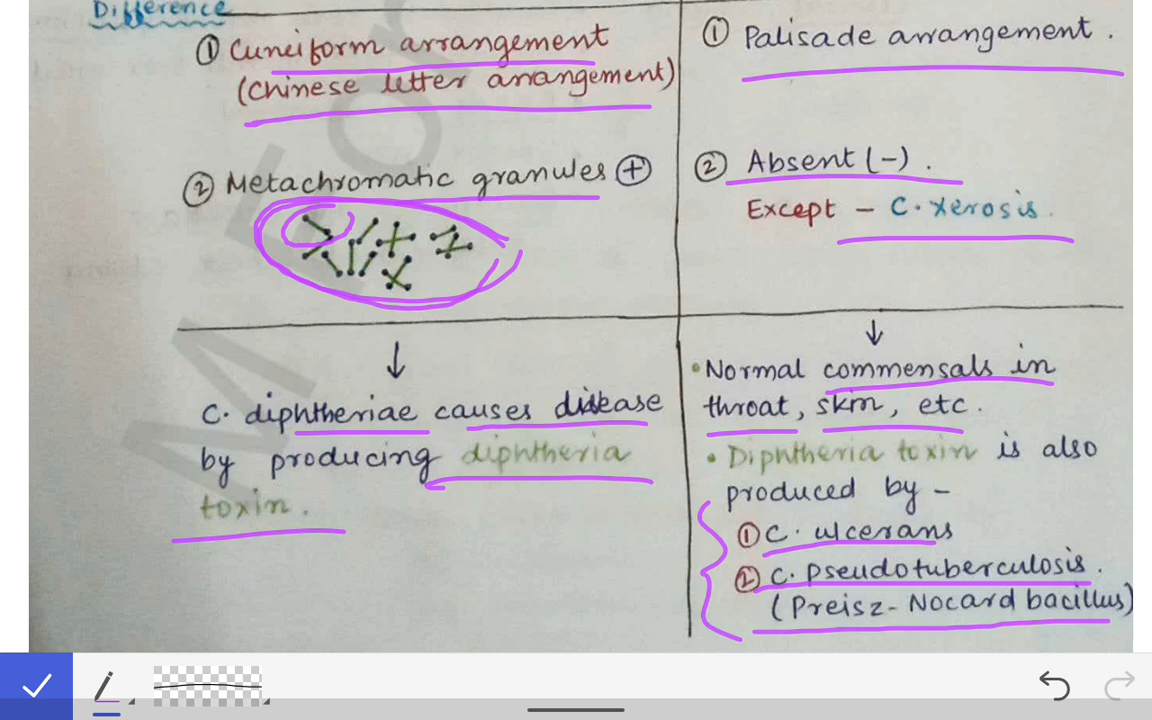 Difference
① Cuneiform arrangement
(Chinese letter arrangement)
② Metachromatic granules ⊕
↓
C. diphtheriae causes disease
by producing diphtheria
toxin.
① Palisade arrangement.
② Absent (-).
Except – C. xerosis.
↓
• Normal commensals in
throat, skin, etc.
• Diphtheria toxin is also
produced by –
① C. ulcerans
② C. pseudotuberculosis.
(Preisz-Nocard bacillus)